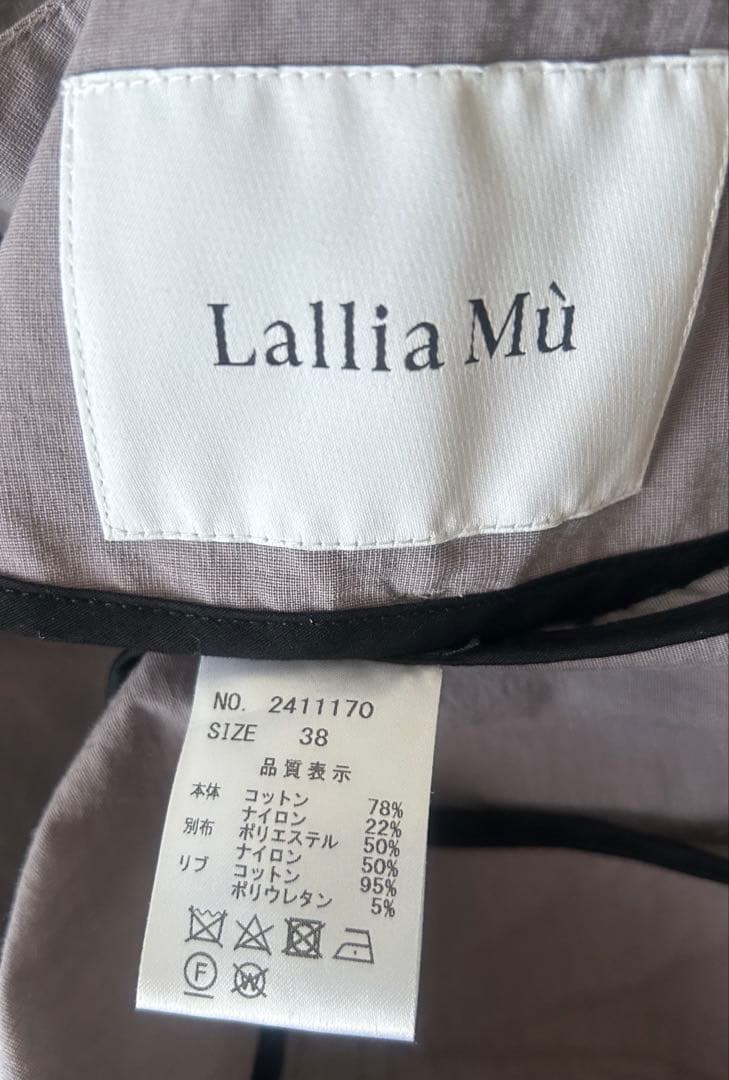 Lallia Mù
NO. 2411170
SIZE 38
品質表示
本体 コットン 78%
ナイロン 22%
別布 ポリエステル 50%
ナイロン 50%
リブ コットン 95%
ポリウレタン 5%
F W